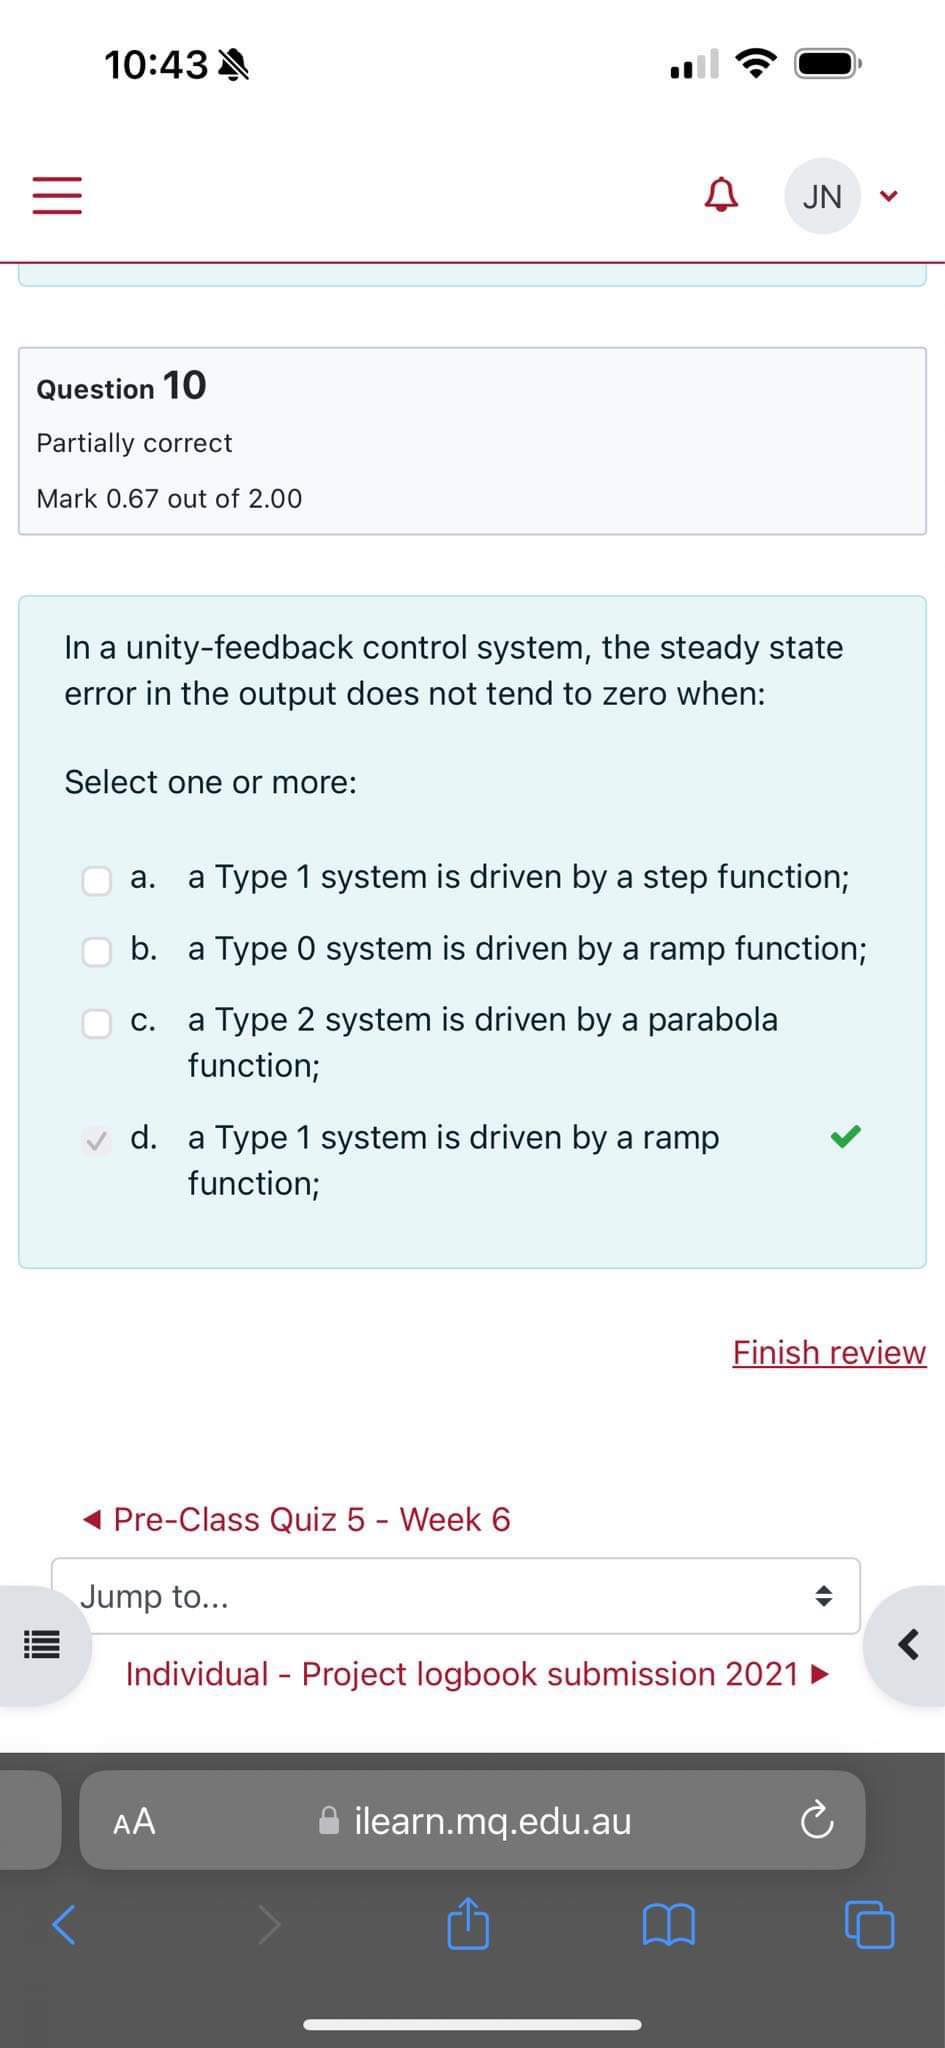 10:43
JN
Question 10
Partially correct
Mark 0.67 out of 2.00
In a unity-feedback control system, the steady state
error in the output does not tend to zero when:
Select one or more:
a. a Type 1 system is driven by a step function;
b. a Type 0 system is driven by a ramp function;
c. a Type 2 system is driven by a parabola
function;
d. a Type 1 system is driven by a ramp
function;
Finish review
◄ Pre-Class Quiz 5 - Week 6
Jump to...
Individual - Project logbook submission 2021 ►
AA
ilearn.mq.edu.au